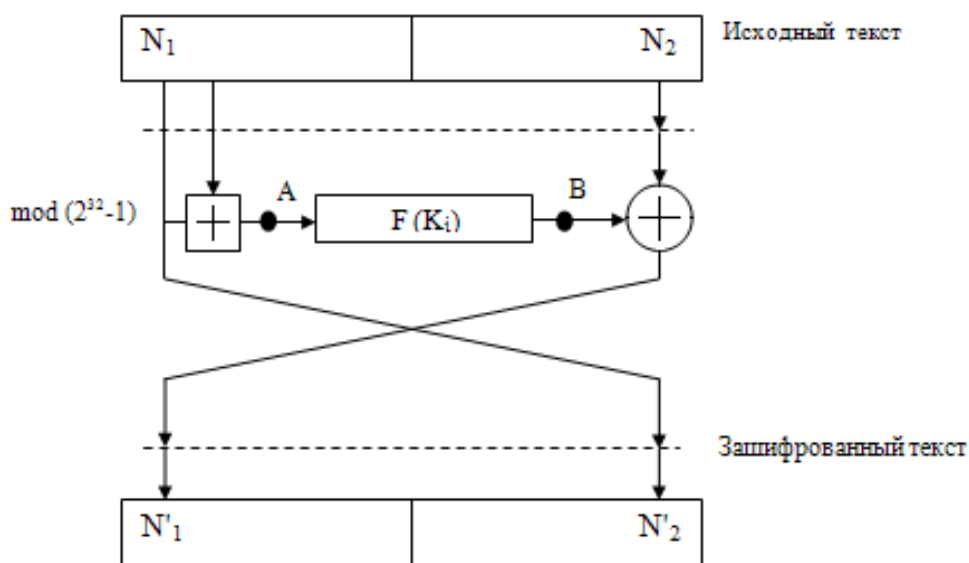 N₁ N₂ Исходный текст
A B
mod (2³²-1) F (Kᵢ)
Зашифрованный текст
N'₁ N'₂